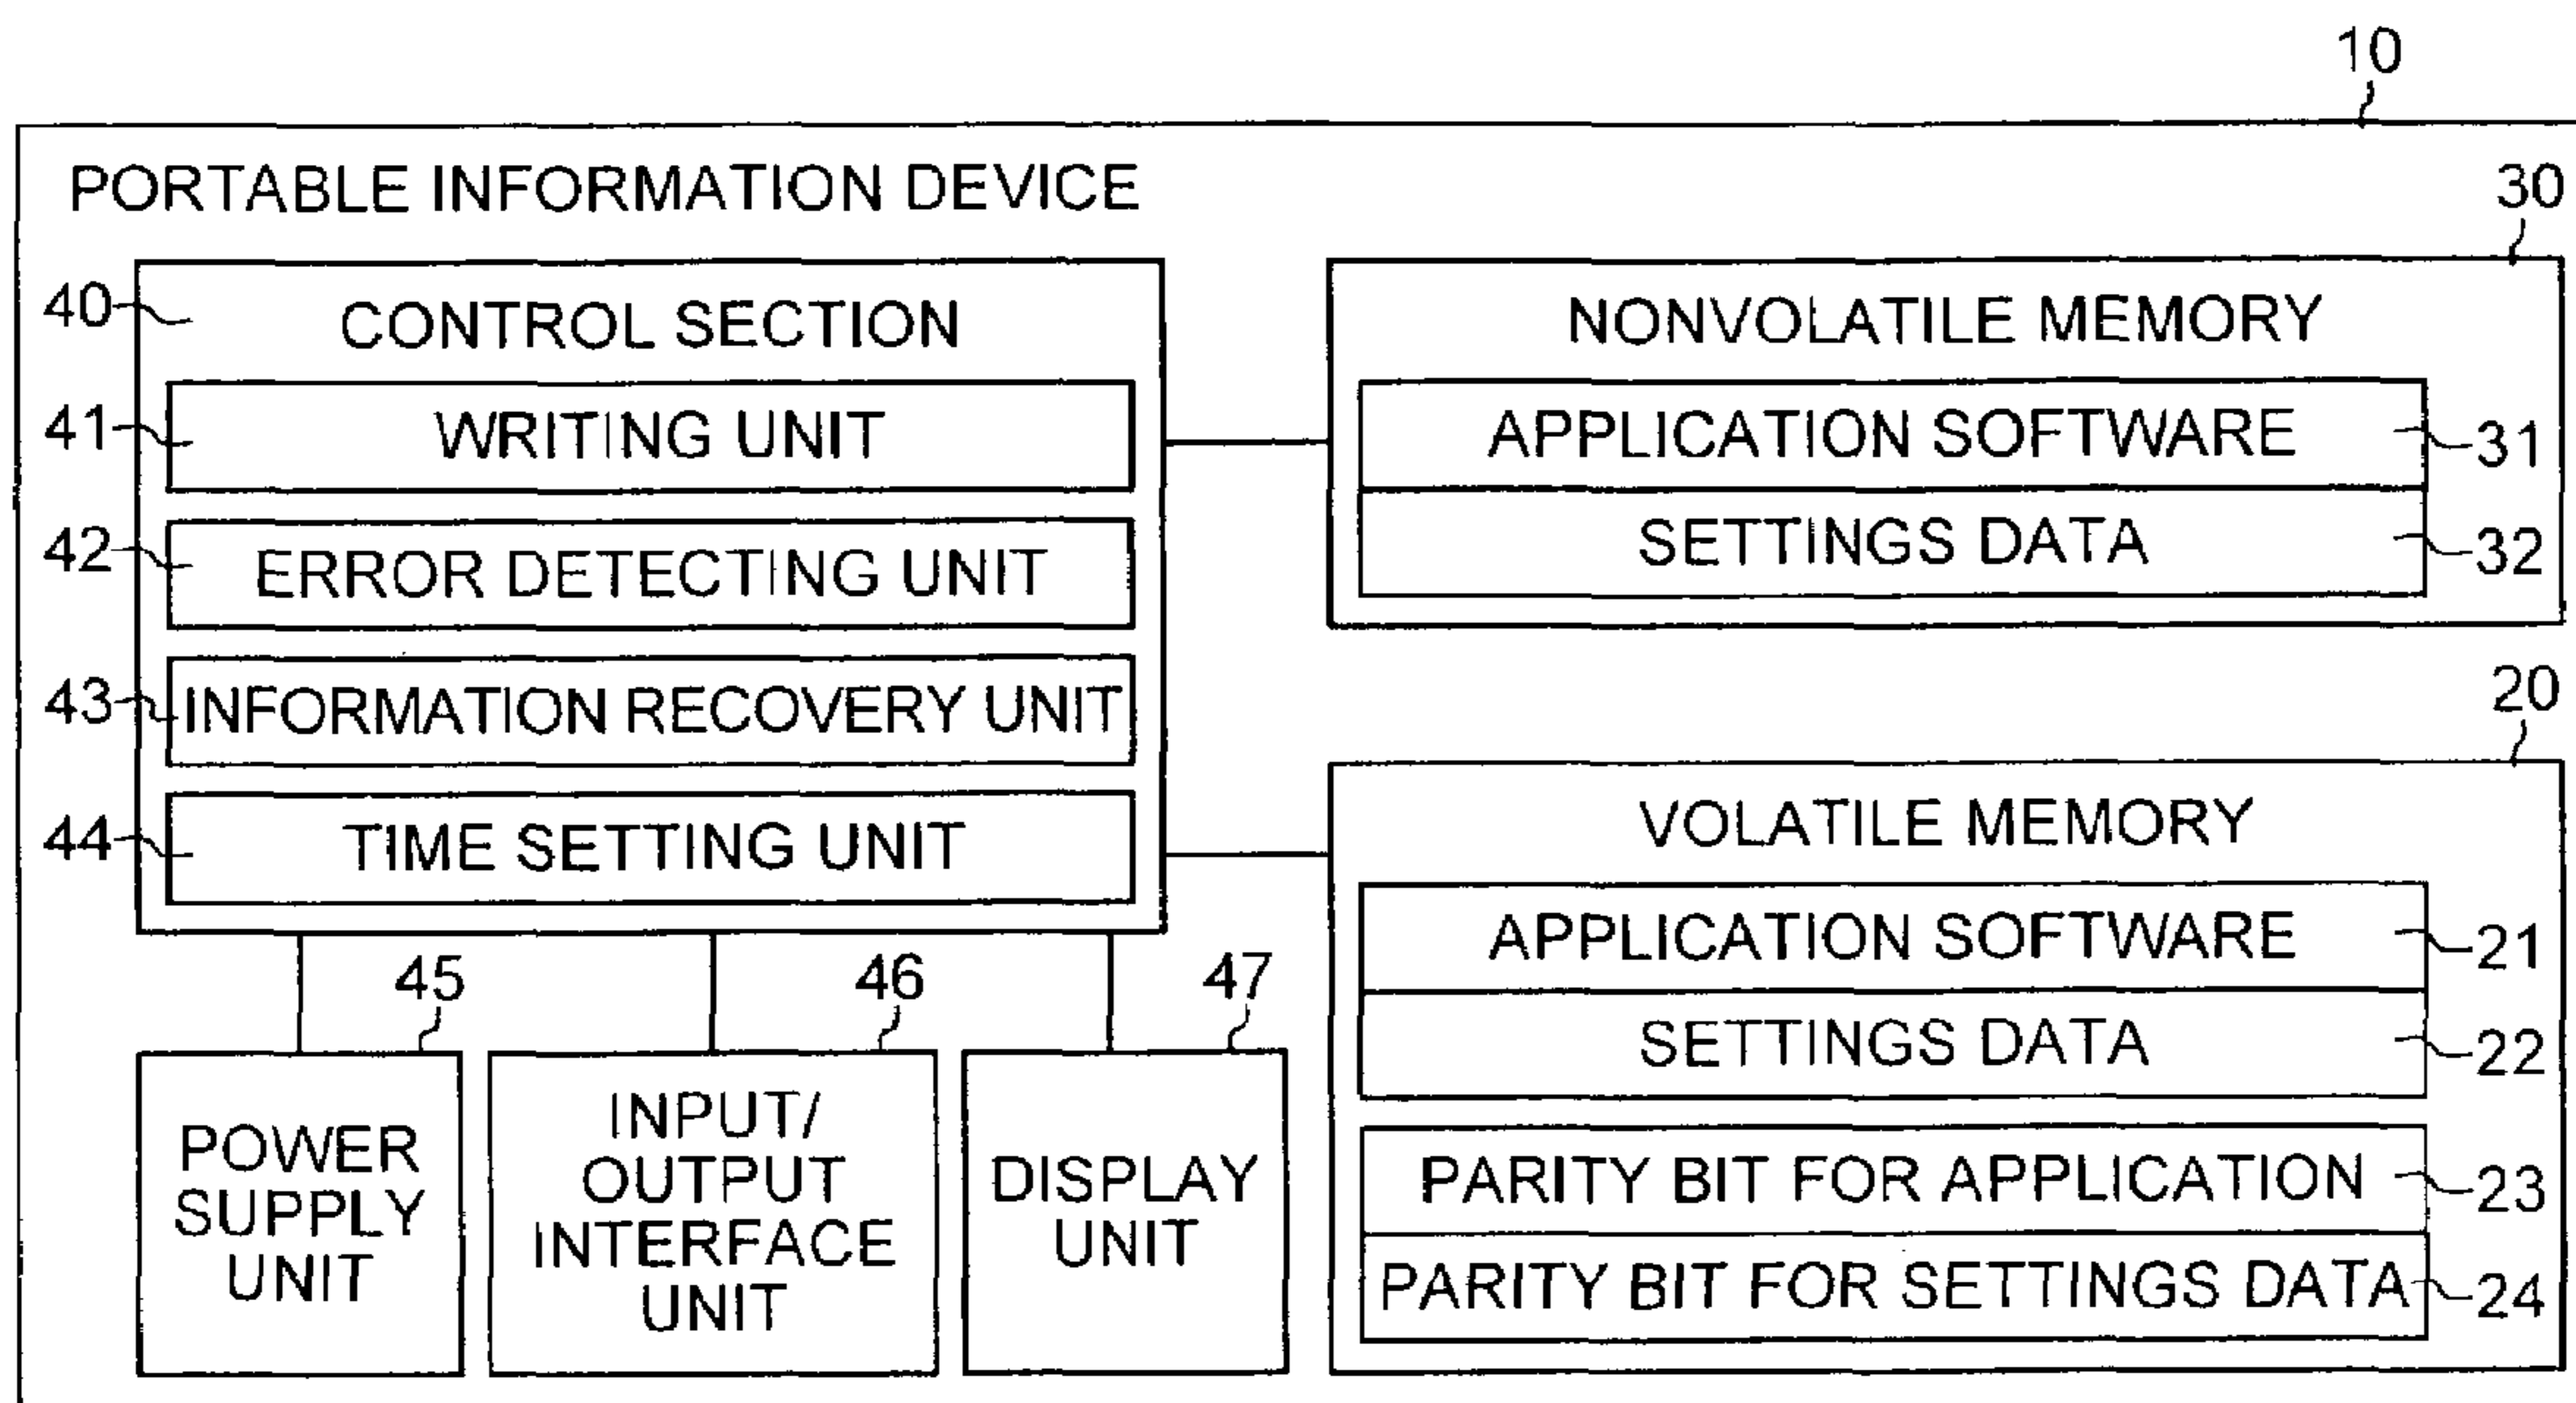 10
PORTABLE INFORMATION DEVICE
30
40
CONTROL SECTION
41
WRITING UNIT
42
ERROR DETECTING UNIT
43
INFORMATION RECOVERY UNIT
44
TIME SETTING UNIT
NONVOLATILE MEMORY
APPLICATION SOFTWARE
31
SETTINGS DATA
32
20
VOLATILE MEMORY
APPLICATION SOFTWARE
21
SETTINGS DATA
22
PARITY BIT FOR APPLICATION
23
PARITY BIT FOR SETTINGS DATA
24
45
POWER
SUPPLY
UNIT
46
INPUT/
OUTPUT
INTERFACE
UNIT
47
DISPLAY
UNIT